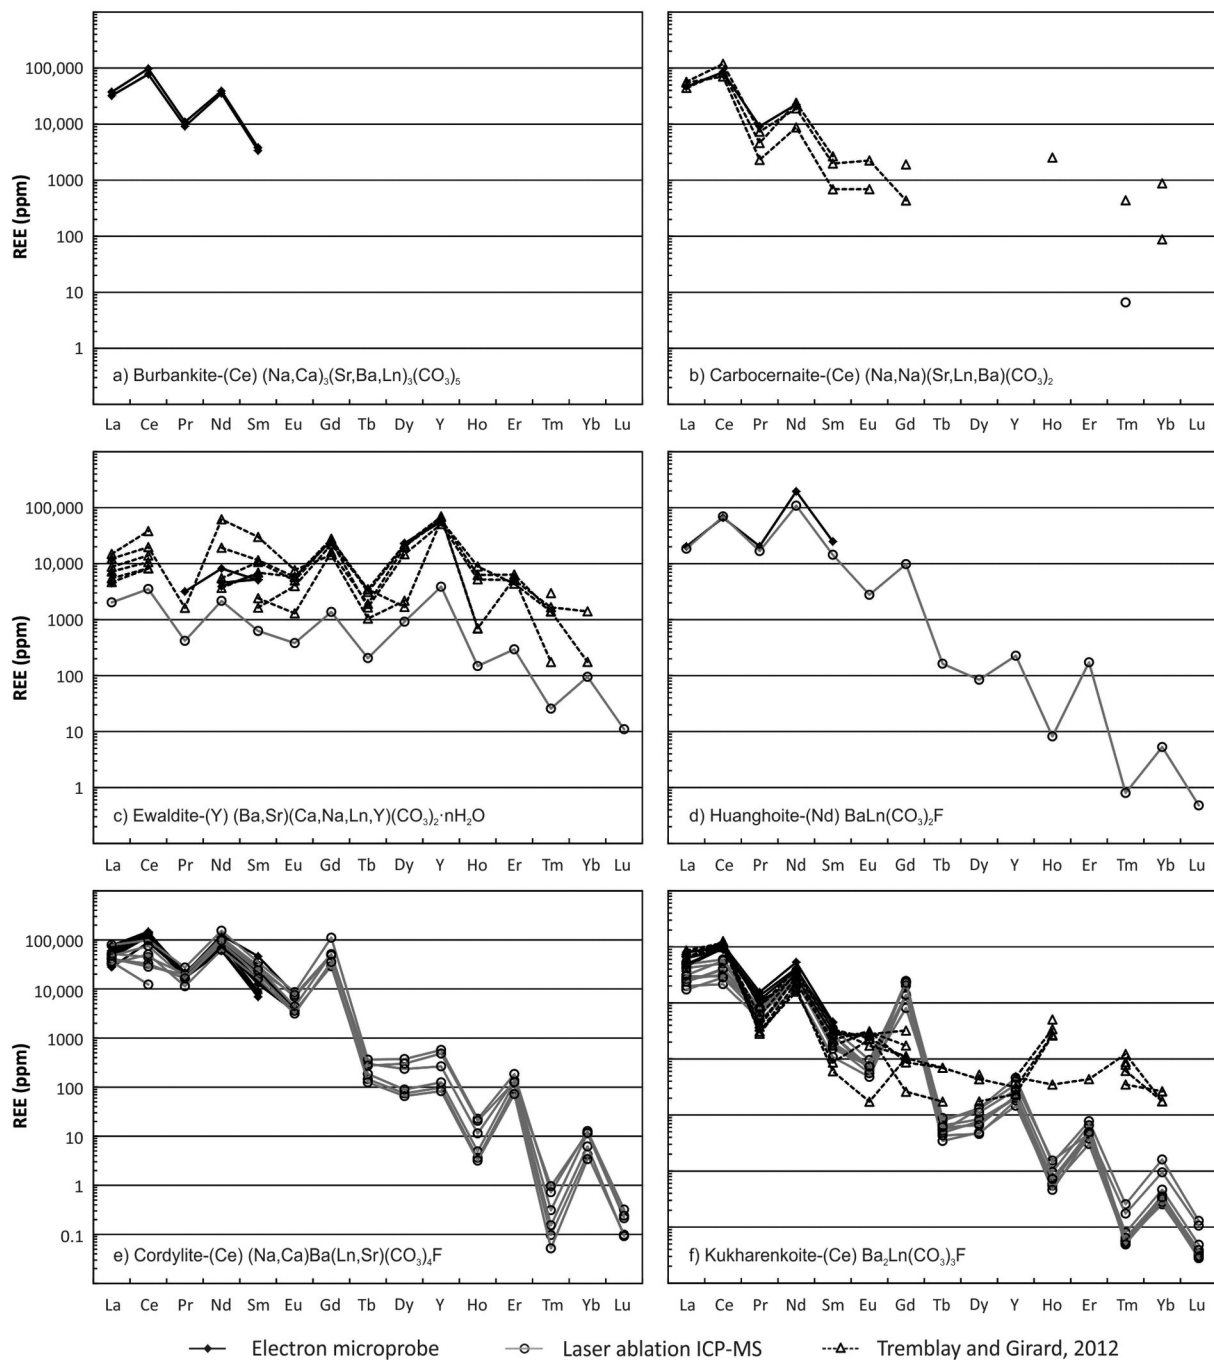 100,000
10,000
1000
100
10
1
REE (ppm)
a) Burbankite-(Ce) (Na,Ca)₃(Sr,Ba,Ln)₃(CO₃)₅
La Ce Pr Nd Sm Eu Gd Tb Dy Y Ho Er Tm Yb Lu
b) Carbocernaite-(Ce) (Na,Na)(Sr,Ln,Ba)(CO₃)₂
La Ce Pr Nd Sm Eu Gd Tb Dy Y Ho Er Tm Yb Lu
100,000
10,000
1000
100
10
1
REE (ppm)
c) Ewaldite-(Y) (Ba,Sr)(Ca,Na,Ln,Y)(CO₃)₂·nH₂O
La Ce Pr Nd Sm Eu Gd Tb Dy Y Ho Er Tm Yb Lu
d) Huanghoite-(Nd) BaLn(CO₃)₂F
La Ce Pr Nd Sm Eu Gd Tb Dy Y Ho Er Tm Yb Lu
100,000
10,000
1000
100
10
1
0.1
REE (ppm)
e) Cordylite-(Ce) (Na,Ca)Ba(Ln,Sr)(CO₃)₄F
La Ce Pr Nd Sm Eu Gd Tb Dy Y Ho Er Tm Yb Lu
f) Kukharenkoite-(Ce) Ba₂Ln(CO₃)₃F
La Ce Pr Nd Sm Eu Gd Tb Dy Y Ho Er Tm Yb Lu
Electron microprobe Laser ablation ICP-MS Tremblay and Girard, 2012